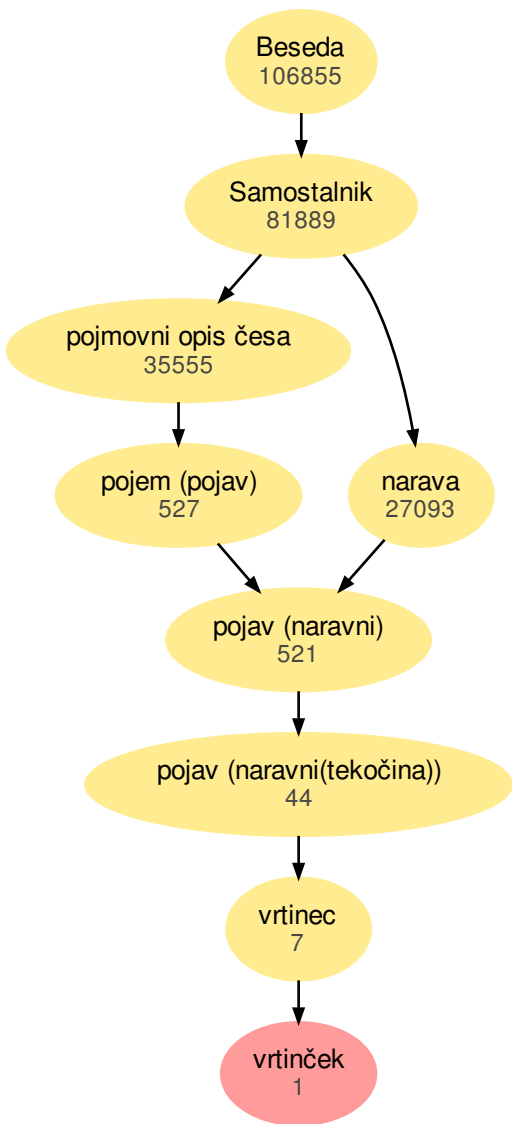 Beseda
106855
Samostalnik
81889
pojmovni opis česa
35555
pojem (pojav)
527
narava
27093
pojav (naravni)
521
pojav (naravni(tekočina))
44
vrtinec
7
vrtinček
1